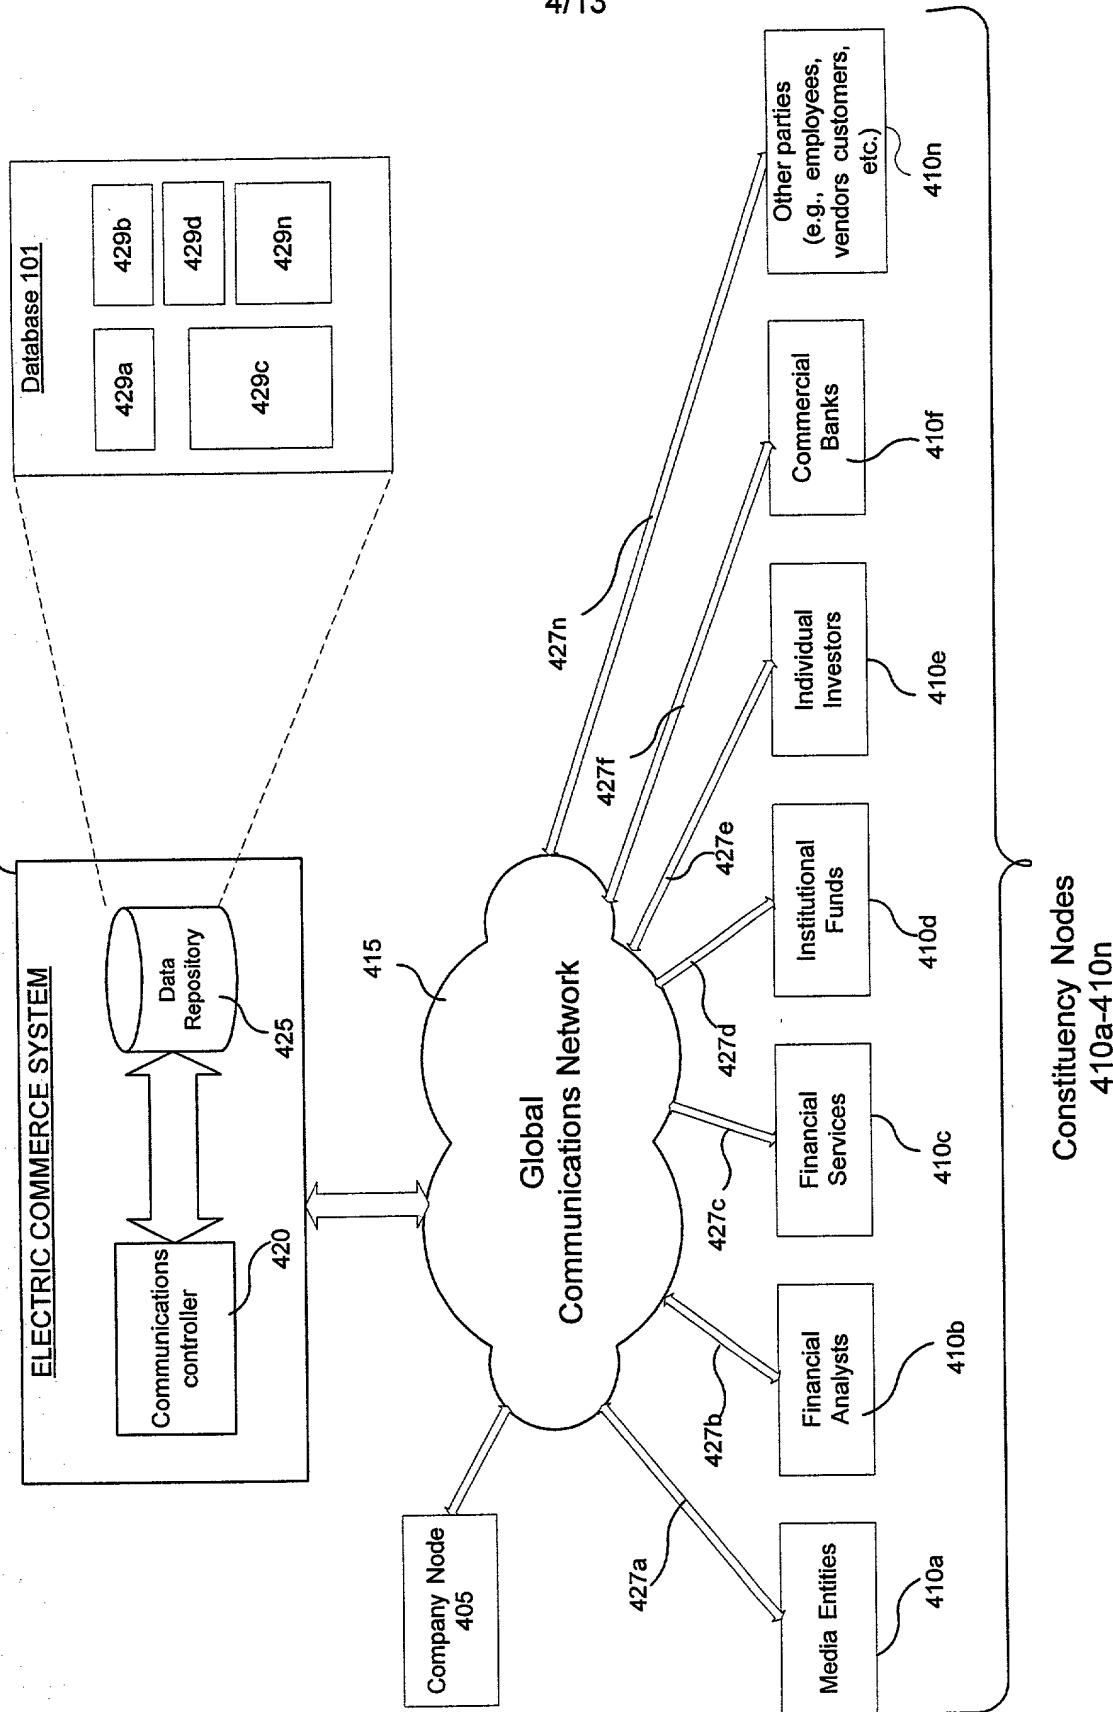 4/13
ELECTRIC COMMERCE SYSTEM
Communications
controller
420
Data
Repository
425
Database 101
429a
429b
429c
429d
429n
Company Node
405
415
Global
Communications Network
427a
427b
427c
427d
427e
427f
427n
Media Entities
410a
Financial
Analysts
410b
Financial
Services
410c
Institutional
Funds
410d
Individual
Investors
410e
Commercial
Banks
410f
Other parties
(e.g., employees,
vendors customers,
etc.)
410n
Constituency Nodes
410a-410n